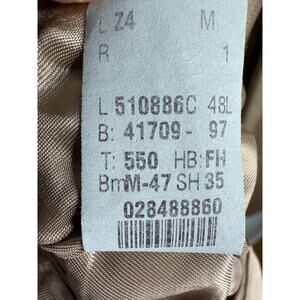 L Z4 M
R 1
L 510886C 48L
B: 41709- 97
T: 550 HB: FH
BmM-47 SH 35
028488860